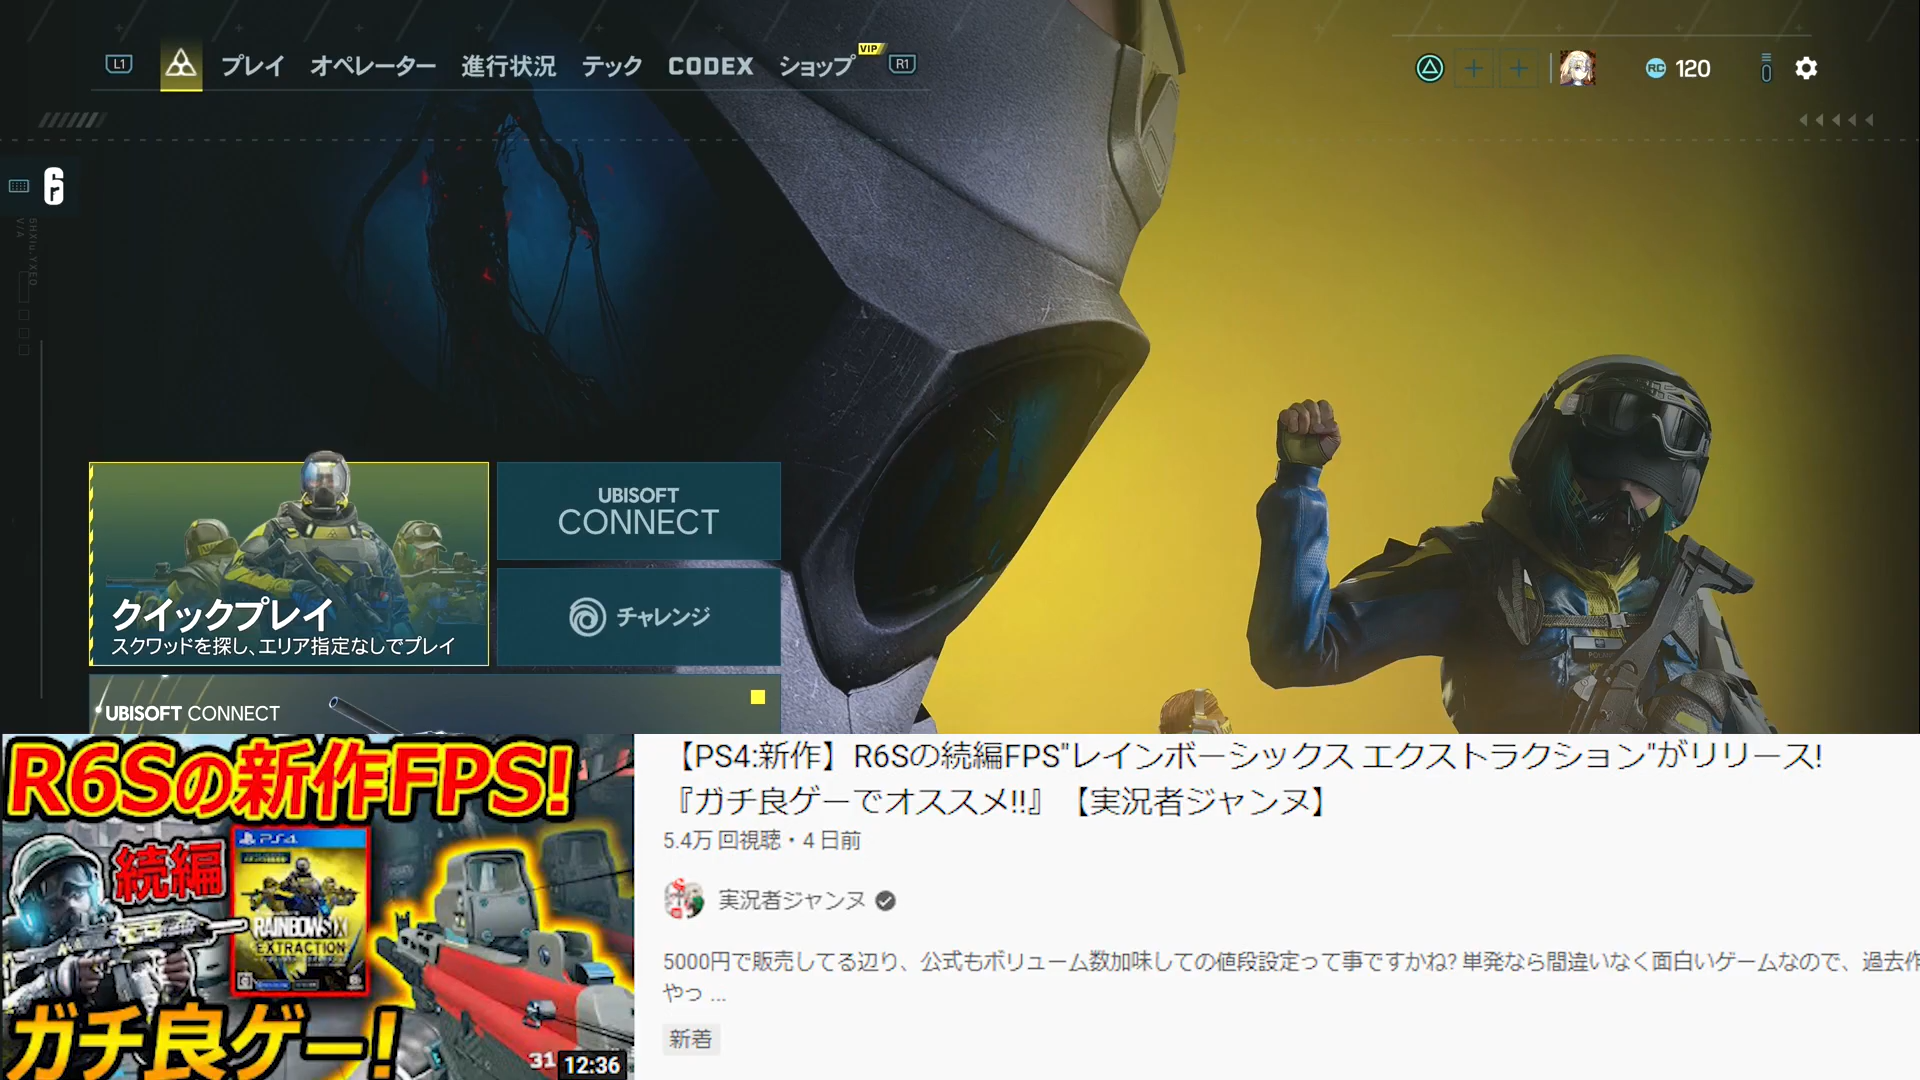 L1
プレイ
オペレーター
進行状況
テック
CODEX
ショップ
VIP
R1
RC 120
0
6
クイックプレイ
スクワッドを探し、エリア指定なしでプレイ
UBISOFT
CONNECT
チャレンジ
UBISOFT CONNECT
R6Sの新作FPS!
続編
PS4
RAINBOW SIX
EXTRACTION
ガチ良ゲー!
31
12:36
【PS4:新作】R6Sの続編FPS"レインボーシックス エクストラクション"がリリース!
『ガチ良ゲーでオススメ!!』【実況者ジャンヌ】
5.4万 回視聴・4 日前
実況者ジャンヌ
5000円で販売してる辺り、公式もボリューム数加味しての値段設定って事ですかね? 単発なら間違いなく面白いゲームなので、過去作
やっ ...
新着